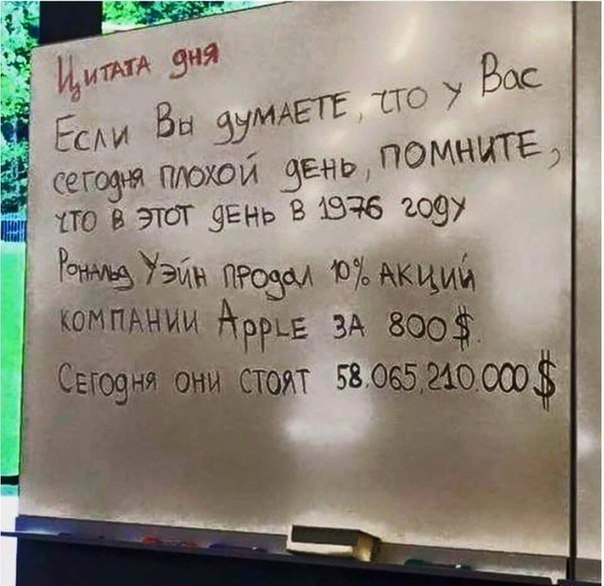 Цитата дня
Если Вы думаете, что у Вас
сегодня плохой день, помните,
что в этот день в 1976 году
Рональд Уэйн продал 10% акций
компании Apple за 800$.
Сегодня они стоят 58.065.210.000$